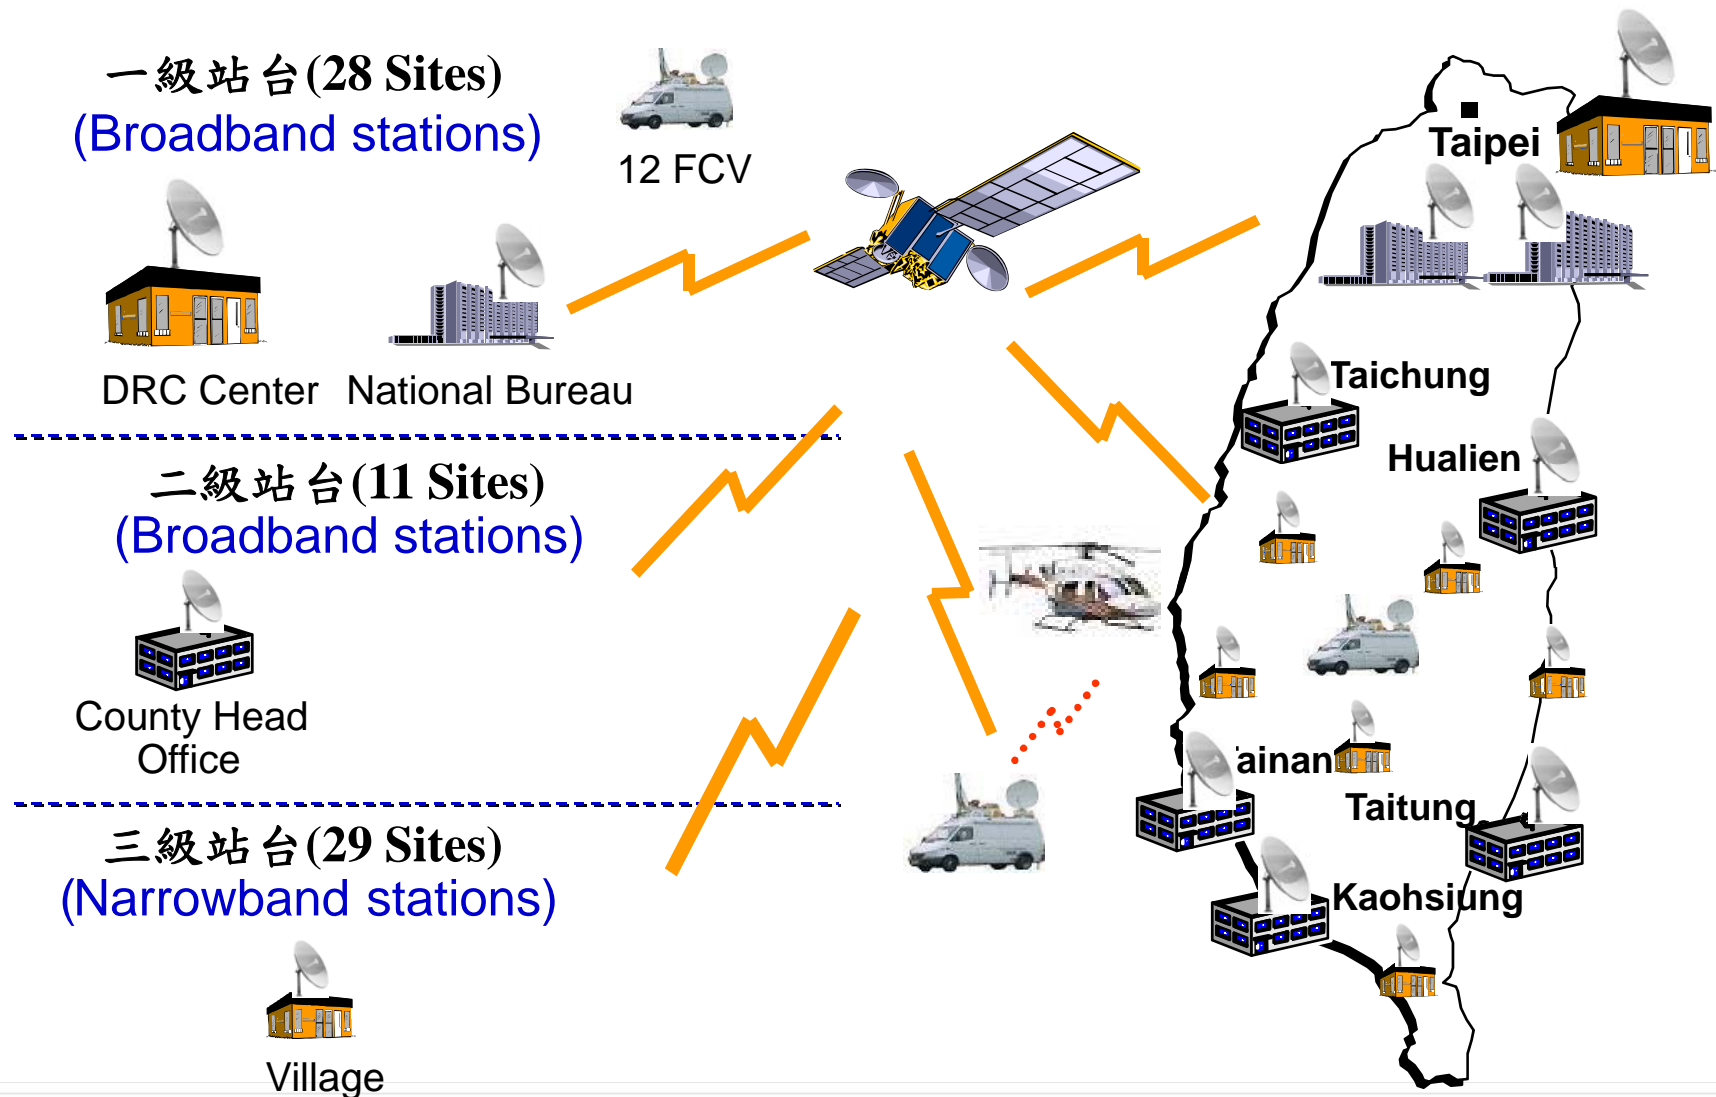 一級站台(28 Sites)
(Broadband stations)
12 FCV
DRC Center
National Bureau
二級站台(11 Sites)
(Broadband stations)
County Head
Office
三級站台(29 Sites)
(Narrowband stations)
Village
Taipei
Taichung
Hualien
ainan
Taitung
Kaohsiung